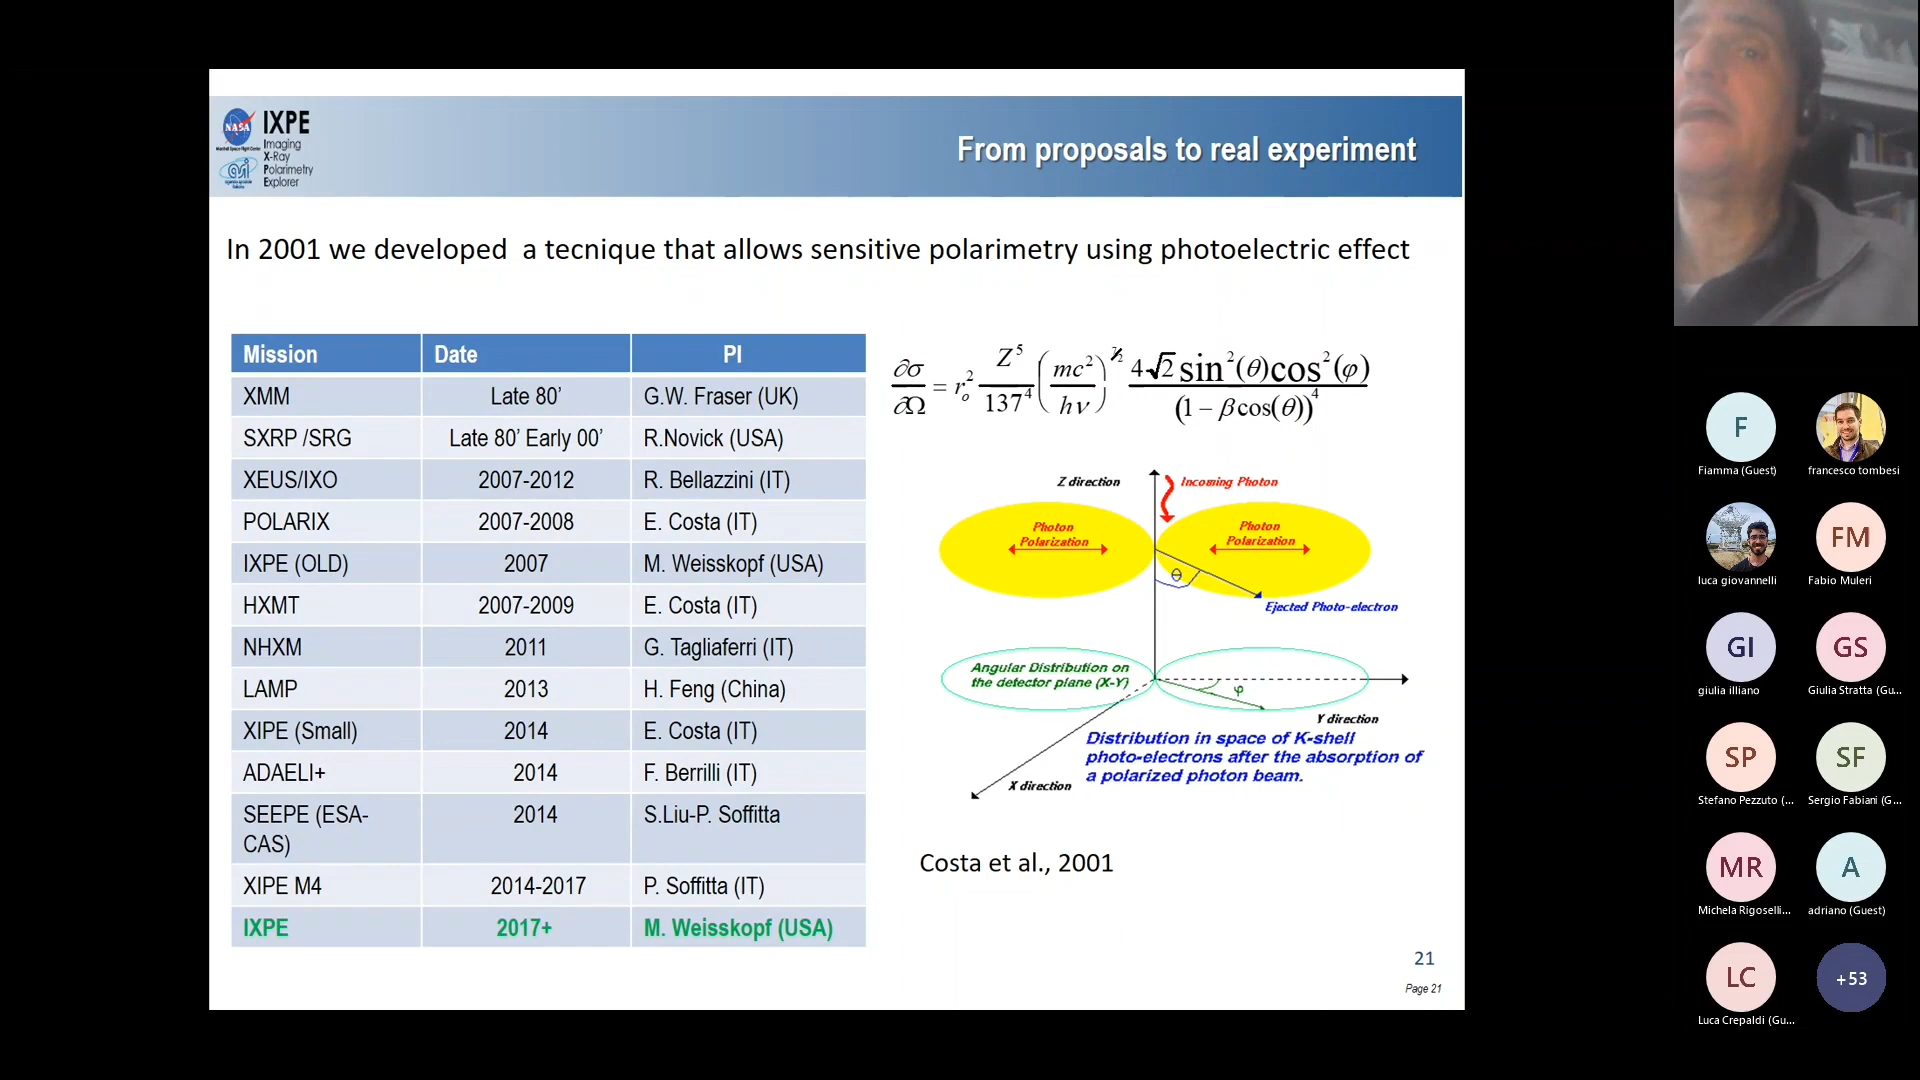 NASA
IXPE
Imaging
X-Ray
Polarimetry
Explorer
asi
From proposals to real experiment
In 2001 we developed a tecnique that allows sensitive polarimetry using photoelectric effect
Mission Date PI
XMM Late 80’ G.W. Fraser (UK)
SXRP /SRG Late 80’ Early 00’ R.Novick (USA)
XEUS/IXO 2007-2012 R. Bellazzini (IT)
POLARIX 2007-2008 E. Costa (IT)
IXPE (OLD) 2007 M. Weisskopf (USA)
HXMT 2007-2009 E. Costa (IT)
NHXM 2011 G. Tagliaferri (IT)
LAMP 2013 H. Feng (China)
XIPE (Small) 2014 E. Costa (IT)
ADAELI+ 2014 F. Berrilli (IT)
SEEPE (ESA-
CAS) 2014 S.Liu-P. Soffitta
XIPE M4 2014-2017 P. Soffitta (IT)
IXPE 2017+ M. Weisskopf (USA)
∂σ/∂Ω = r₀² Z⁵/137⁴ (mc²/hν)^7/2 4√2 sin²(θ)cos²(φ)/(1 − βcos(θ))⁴
Z direction
Incoming Photon
Photon
Polarization
Photon
Polarization
θ
Ejected Photo-electron
Angular Distribution on
the detector plane (X-Y)
φ
Y direction
Distribution in space of K-shell
photo-electrons after the absorption of
a polarized photon beam.
X direction
Costa et al., 2001
21
Page 21
F
Fiamma (Guest)
francesco tombesi
luca giovannelli
FM
Fabio Muleri
GI
giulia illiano
GS
Giulia Stratta (Gu...
SP
Stefano Pezzuto (...
SF
Sergio Fabiani (G...
MR
Michela Rigoselli...
A
adriano (Guest)
LC
Luca Crepaldi (Gu...
+53